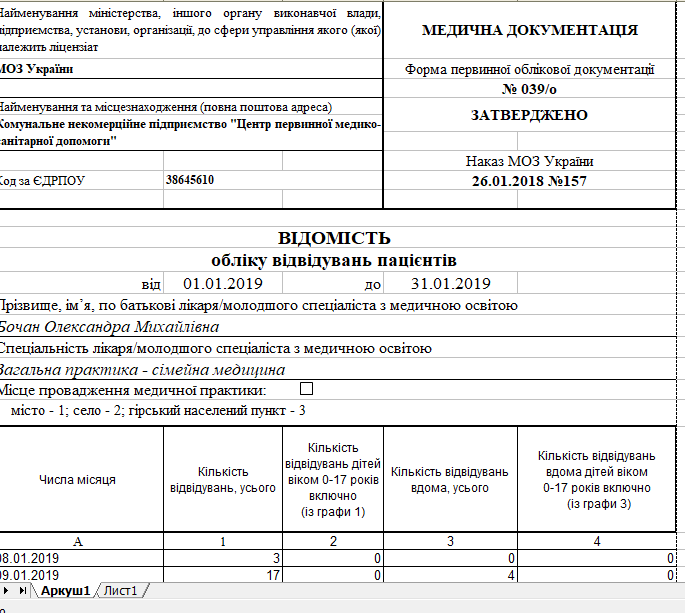 Найменування міністерства, іншого органу виконавчої влади,
підприємства, установи, організації, до сфери управління якого (якої)
належить ліцензіат
МОЗ України
Найменування та місцезнаходження (повна поштова адреса)
Комунальне некомерційне підприємство "Центр первинної медико-
санітарної допомоги"
Код за ЄДРПОУ 38645610
МЕДИЧНА ДОКУМЕНТАЦІЯ
Форма первинної облікової документації
№ 039/о
ЗАТВЕРДЖЕНО
Наказ МОЗ України
26.01.2018 №157
ВІДОМІСТЬ
обліку відвідувань пацієнтів
від 01.01.2019 до 31.01.2019
Прізвище, ім’я, по батькові лікаря/молодшого спеціаліста з медичною освітою
Бочан Олександра Михайлівна
Спеціальність лікаря/молодшого спеціаліста з медичною освітою
Загальна практика - сімейна медицина
Місце провадження медичної практики:
місто - 1; село - 2; гірський населений пункт - 3
Числа місяця
Кількість
відвідувань, усього
Кількість
відвідувань дітей
віком 0-17 років
включно
(із графи 1)
Кількість відвідувань
вдома, усього
Кількість відвідувань
вдома дітей віком
0-17 років включно
(із графи 3)
А 1 2 3 4
08.01.2019 3 0 0 0
09.01.2019 17 0 4 0
Аркуш1 Лист1